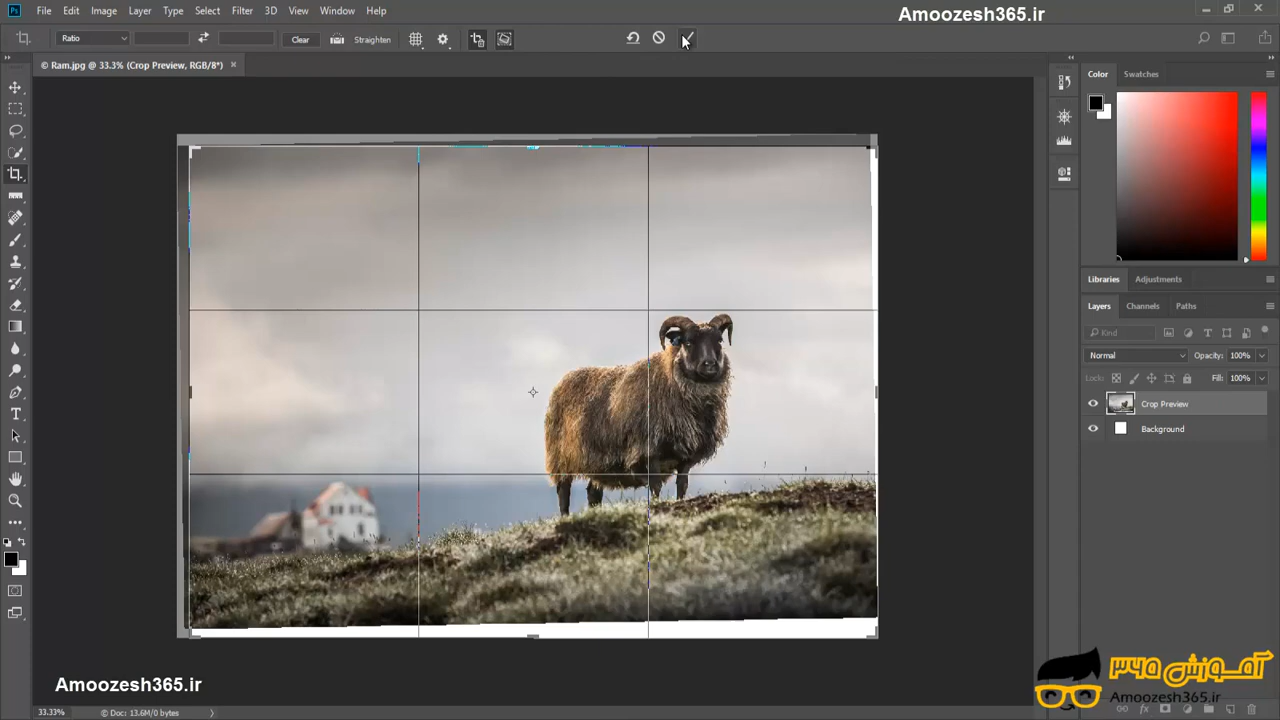 Ps File Edit Image Layer Type Select Filter 3D View Window Help
Amoozesh365.ir
Ratio Clear Straighten
© Ram.jpg @ 33.3% (Crop Preview, RGB/8*) ×
Color Swatches
Libraries Adjustments
Layers Channels Paths
Kind
Normal Opacity: 100%
Lock: Fill: 100%
Crop Preview
Background
Amoozesh365.ir
آموزش ۳۶۵
Amoozesh365.ir
33.33% Doc: 13.6M/0 bytes
fx